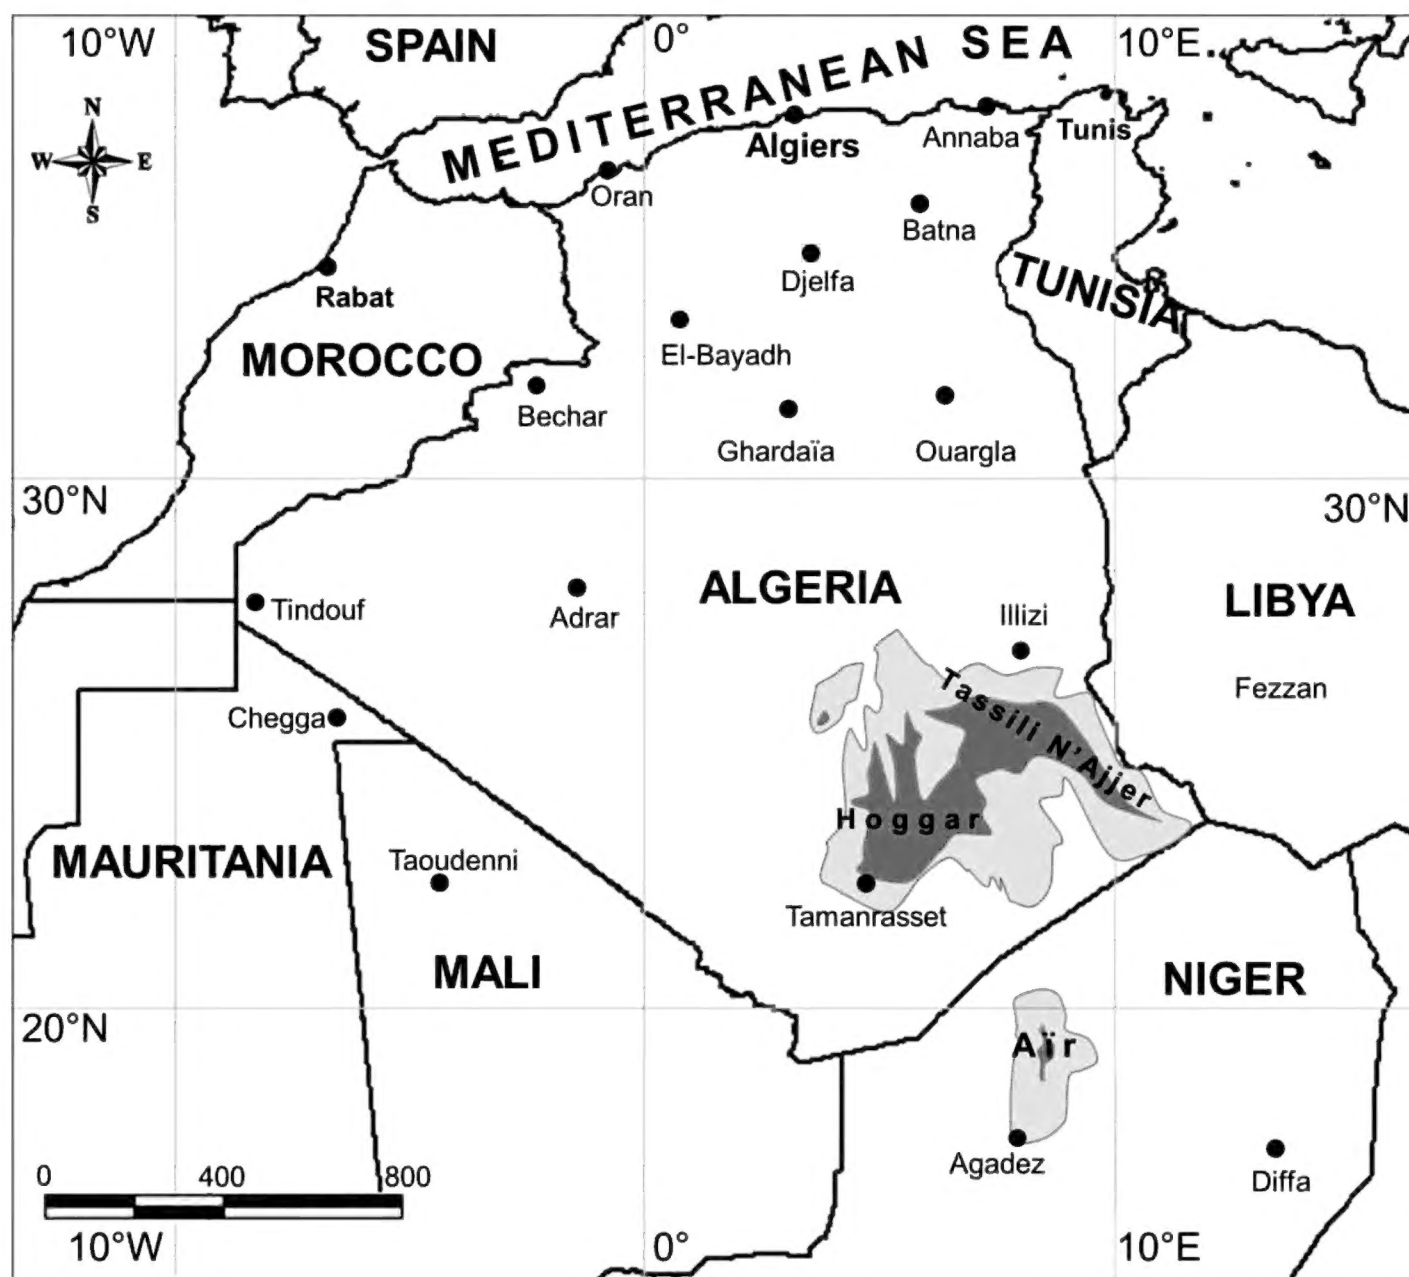 10°W
SPAIN
0°
MEDITERRANEAN SEA
10°E
N
W
E
S
Algiers
Annaba
Tunis
Oran
Batna
Djelfa
TUNISIA
Rabat
MOROCCO
El-Bayadh
Bechar
Ghardaïa
Ouargla
30°N
30°N
ALGERIA
LIBYA
Tindouf
Adrar
Illizi
Fezzan
Tassili N'Ajjer
Chegga
Hoggar
MAURITANIA
Taoudenni
Tamanrasset
MALI
NIGER
20°N
Aïr
Agadez
Diffa
0
400
800
10°W
0°
10°E